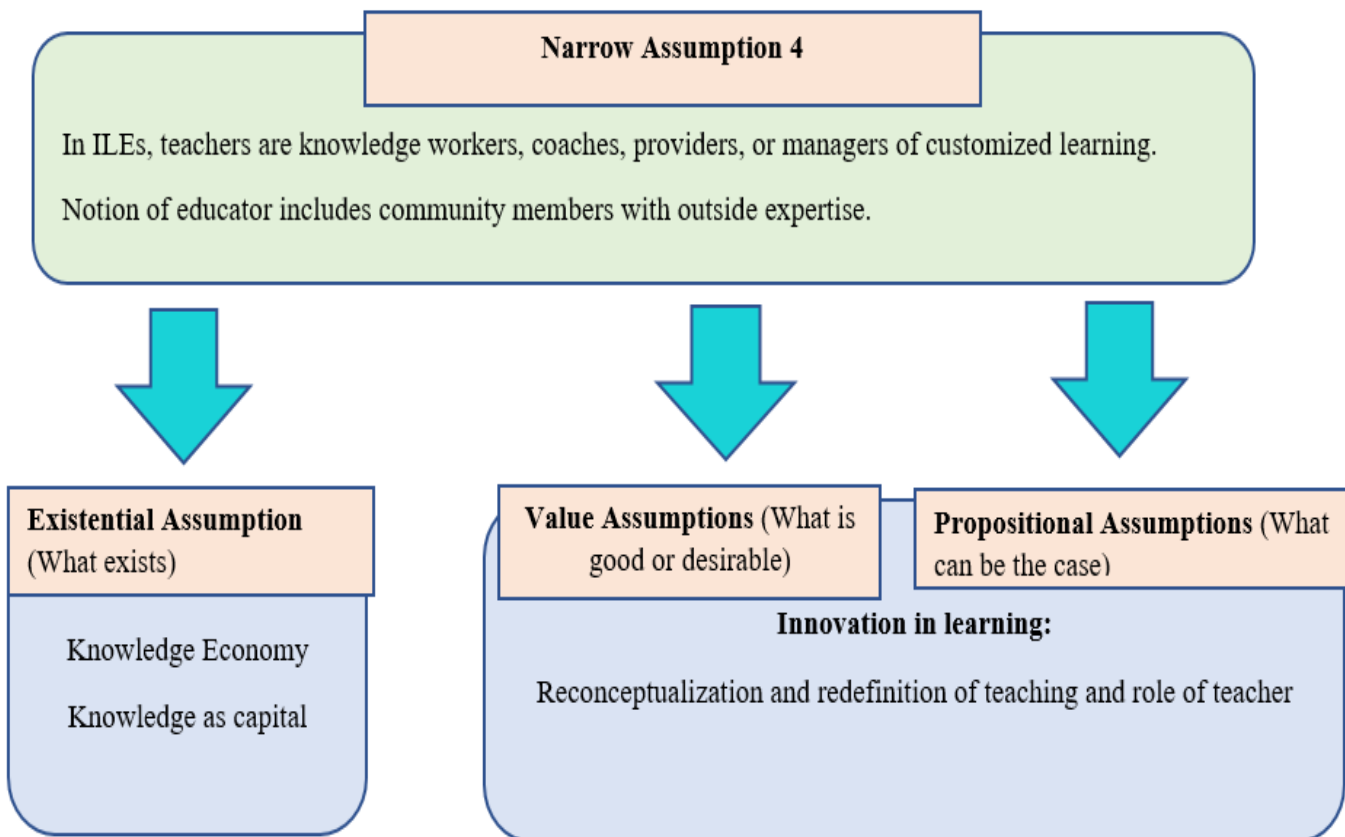 Narrow Assumption 4
In ILEs, teachers are knowledge workers, coaches, providers, or managers of customized learning.
Notion of educator includes community members with outside expertise.
Existential Assumption
(What exists)
Knowledge Economy
Knowledge as capital
Value Assumptions (What is
good or desirable)
Propositional Assumptions (What
can be the case)
Innovation in learning:
Reconceptualization and redefinition of teaching and role of teacher